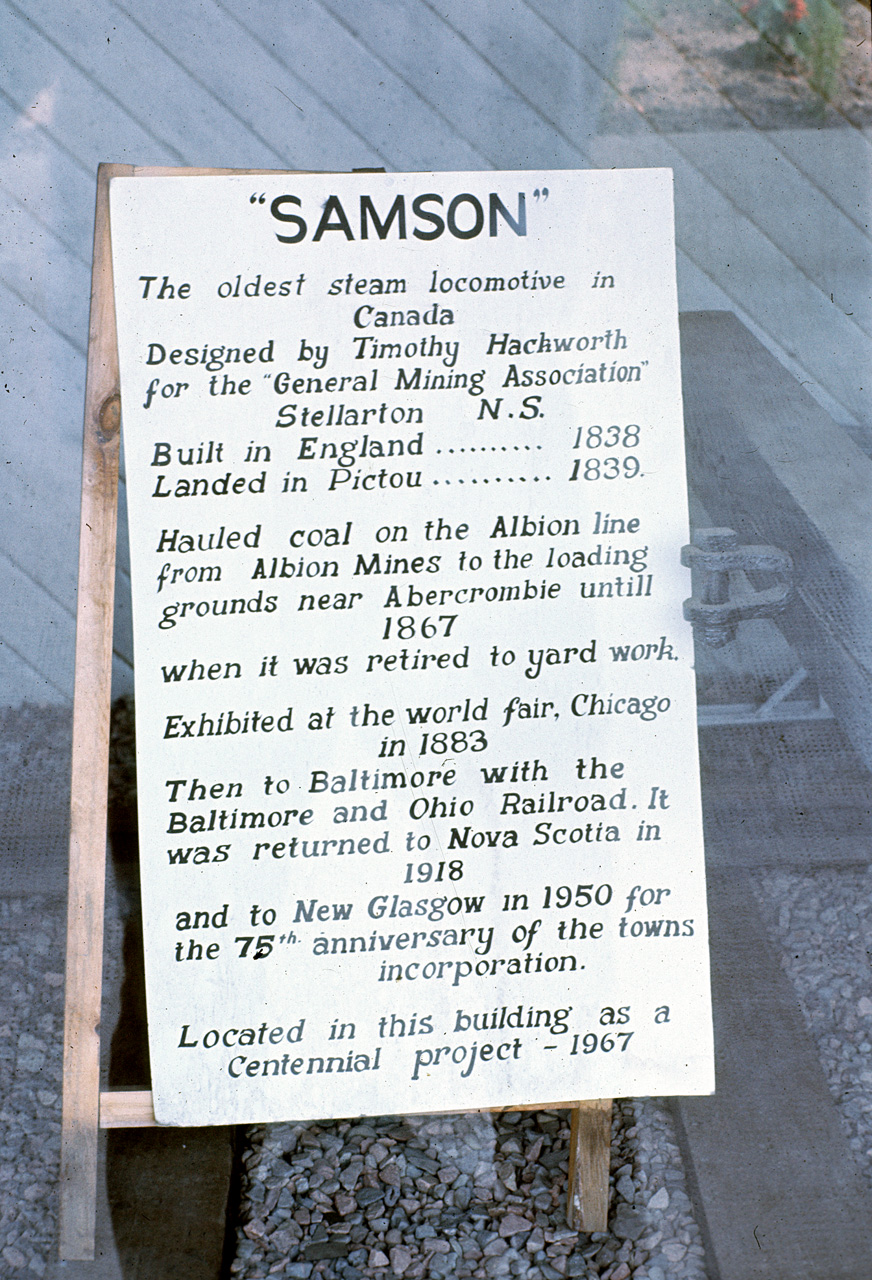 “SAMSON”
The oldest steam locomotive in
Canada
Designed by Timothy Hackworth
for the “General Mining Association”
Stellarton N.S.
Built in England .......... 1838
Landed in Pictou .......... 1839.
Hauled coal on the Albion line
from Albion Mines to the loading
grounds near Abercrombie untill
1867
when it was retired to yard work.
Exhibited at the world fair, Chicago
in 1883
Then to Baltimore with the
Baltimore and Ohio Railroad. It
was returned to Nova Scotia in
1918
and to New Glasgow in 1950 for
the 75th. anniversary of the towns
incorporation.
Located in this building as a
Centennial project - 1967